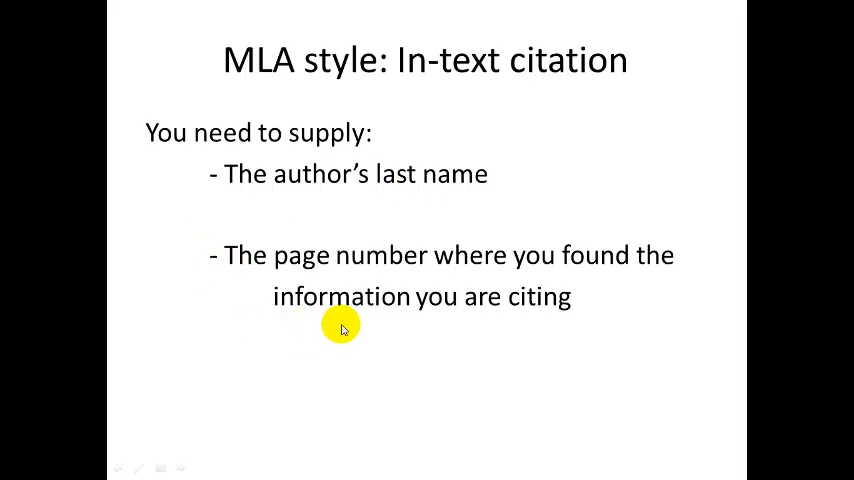 MLA style: In-text citation
You need to supply:
- The author’s last name
- The page number where you found the
information you are citing